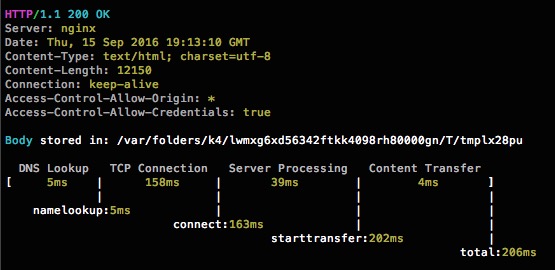 HTTP/1.1 200 OK
Server: nginx
Date: Thu, 15 Sep 2016 19:13:10 GMT
Content-Type: text/html; charset=utf-8
Content-Length: 12150
Connection: keep-alive
Access-Control-Allow-Origin: *
Access-Control-Allow-Credentials: true
Body stored in: /var/folders/k4/lwmxg6xd56342ftkk4098rh80000gn/T/tmplx28pu
DNS Lookup   TCP Connection   Server Processing   Content Transfer
[     5ms    |     158ms     |       39ms        |       4ms        ]
             |               |                   |                  |
    namelookup:5ms           |                   |                  |
                        connect:163ms            |                  |
                                      starttransfer:202ms           |
                                                                total:206ms